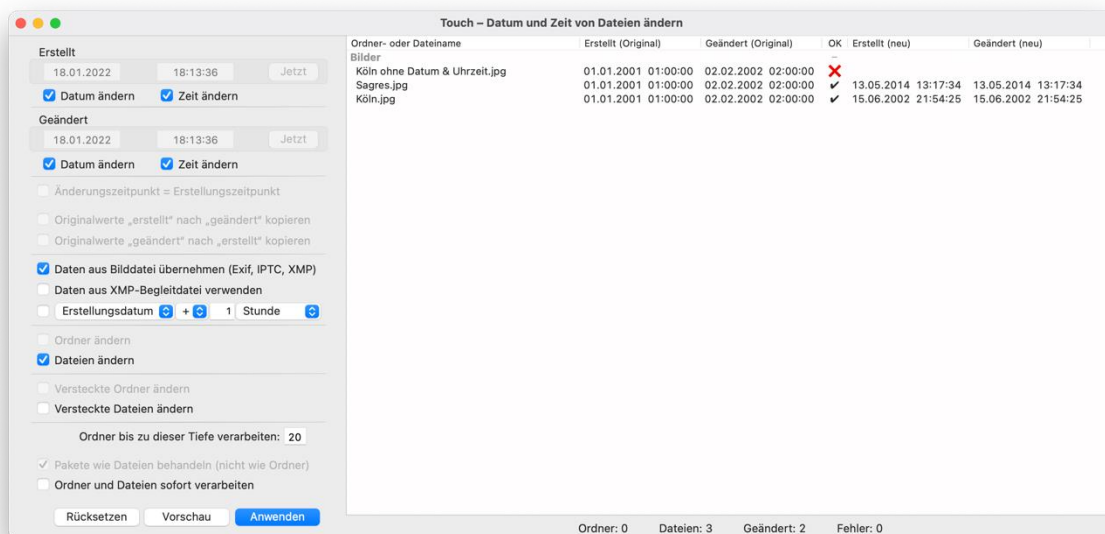 Touch – Datum und Zeit von Dateien ändern
Erstellt
18.01.2022 18:13:36 Jetzt
Datum ändern Zeit ändern
Geändert
18.01.2022 18:13:36 Jetzt
Datum ändern Zeit ändern
Änderungszeitpunkt = Erstellungszeitpunkt
Originalwerte „erstellt“ nach „geändert“ kopieren
Originalwerte „geändert“ nach „erstellt“ kopieren
Daten aus Bilddatei übernehmen (Exif, IPTC, XMP)
Daten aus XMP-Begleitdatei verwenden
Erstellungsdatum + 1 Stunde
Ordner ändern
Dateien ändern
Versteckte Ordner ändern
Versteckte Dateien ändern
Ordner bis zu dieser Tiefe verarbeiten: 20
Pakete wie Dateien behandeln (nicht wie Ordner)
Ordner und Dateien sofort verarbeiten
Rücksetzen Vorschau Anwenden
Ordner- oder Dateiname Erstellt (Original) Geändert (Original) OK Erstellt (neu) Geändert (neu)
Bilder –
Köln ohne Datum & Uhrzeit.jpg 01.01.2001 01:00:00 02.02.2002 02:00:00 ❌
Sagres.jpg 01.01.2001 01:00:00 02.02.2002 02:00:00 ✔ 13.05.2014 13:17:34 13.05.2014 13:17:34
Köln.jpg 01.01.2001 01:00:00 02.02.2002 02:00:00 ✔ 15.06.2002 21:54:25 15.06.2002 21:54:25
Ordner: 0 Dateien: 3 Geändert: 2 Fehler: 0